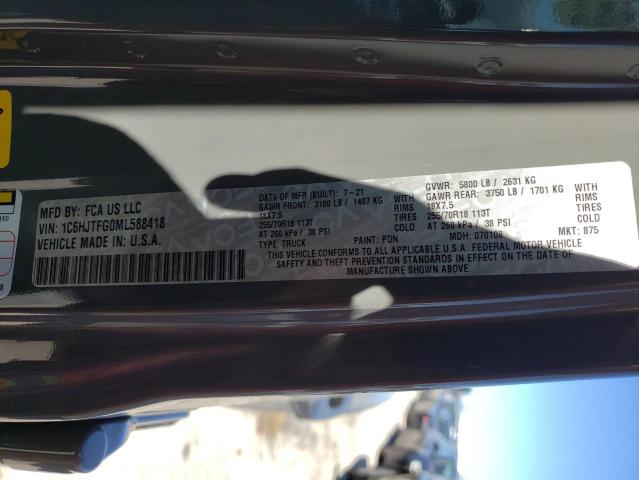 MFD BY: FCA US LLC
VIN: 1C6HJTFG0ML588418
VEHICLE MADE IN: U.S.A.
DATE OF MFR (BUILT): 7-21
GAWR FRONT: 3100 LB / 1407 KG WITH
18X7.5 RIMS
255/70R18 113T TIRES
AT 260 kPa / 38 PSI COLD
TYPE: TRUCK PAINT: PDN
GVWR: 5800 LB / 2631 KG
GAWR REAR: 3750 LB / 1701 KG WITH
18X7.5 RIMS
255/70R18 113T TIRES
AT 260 kPa / 38 PSI COLD
MDH: 070108 MKT: 875
THIS VEHICLE CONFORMS TO ALL APPLICABLE U.S.A. FEDERAL MOTOR VEHICLE
SAFETY AND THEFT PREVENTION STANDARDS IN EFFECT ON THE DATE OF
MANUFACTURE SHOWN ABOVE.